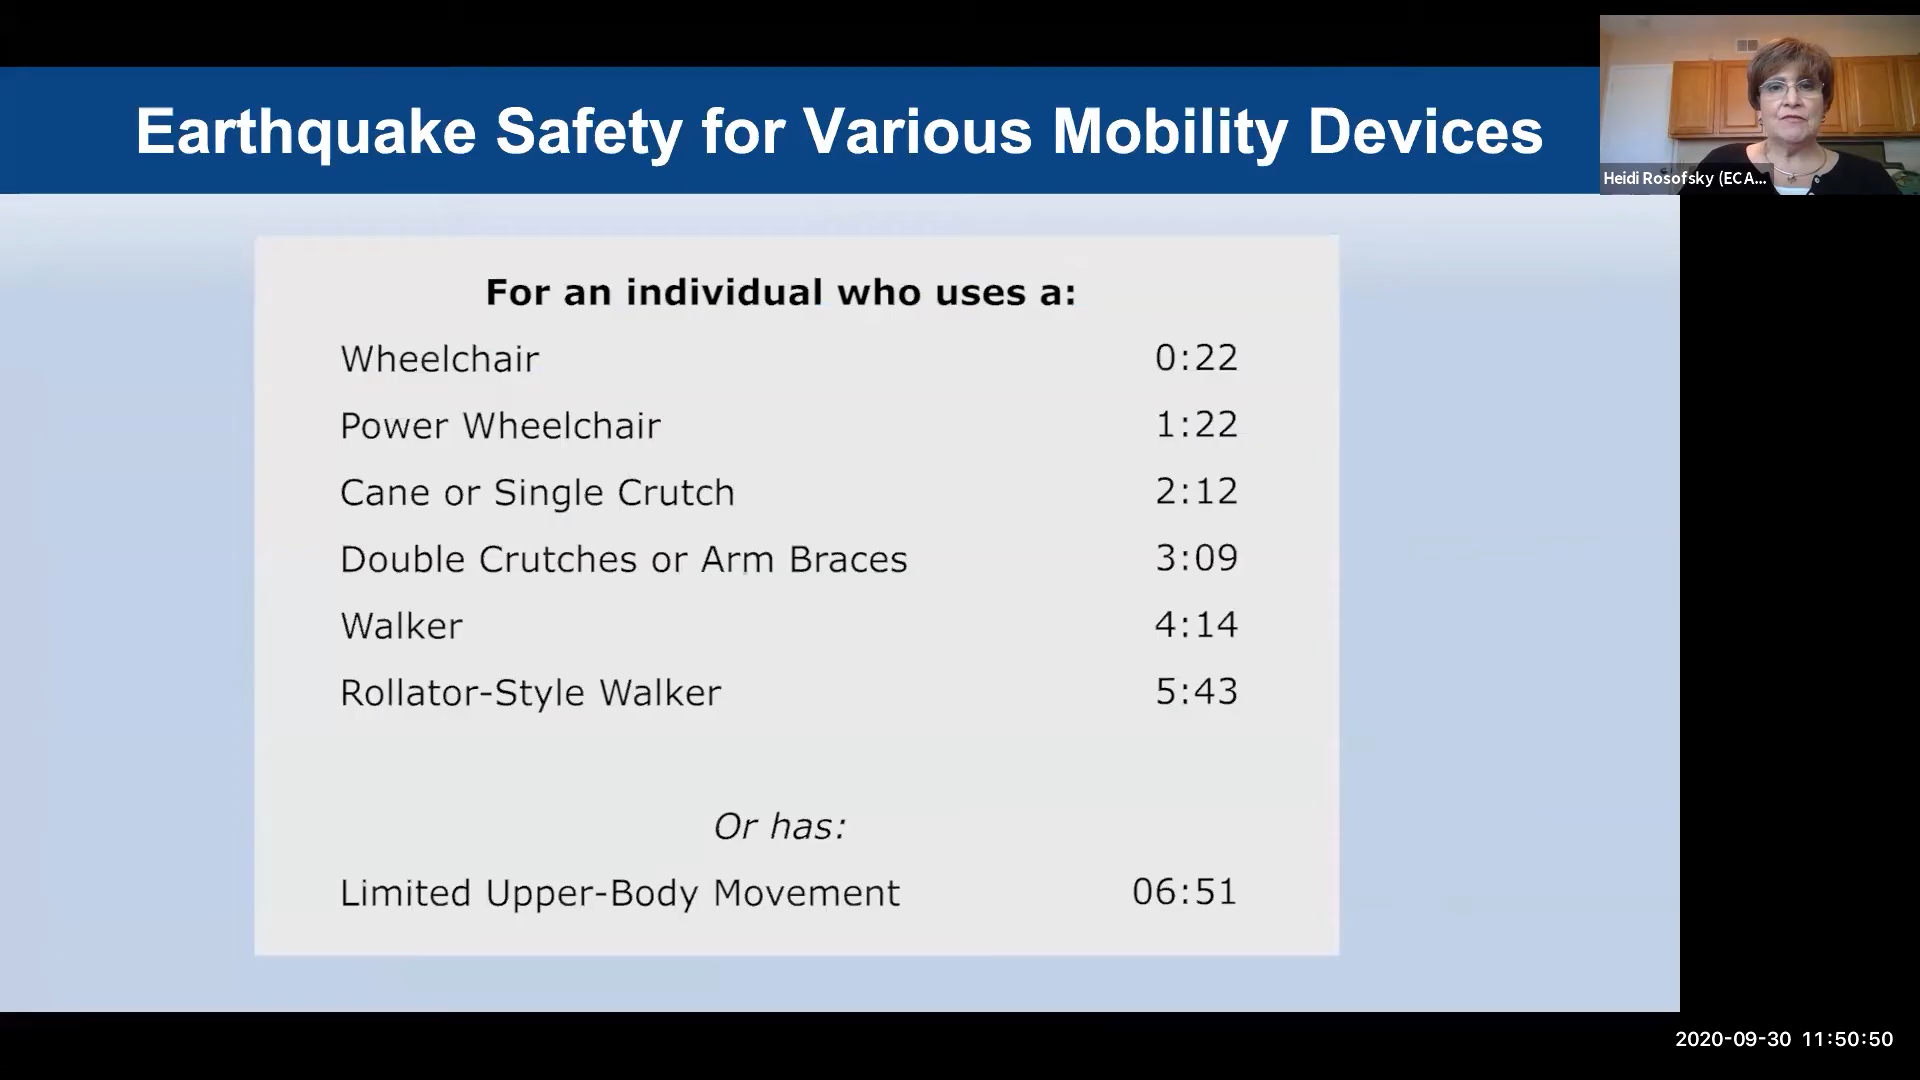 Earthquake Safety for Various Mobility Devices
Heidi Rosofsky (ECA...
For an individual who uses a:
Wheelchair 0:22
Power Wheelchair 1:22
Cane or Single Crutch 2:12
Double Crutches or Arm Braces 3:09
Walker 4:14
Rollator-Style Walker 5:43
Or has:
Limited Upper-Body Movement 06:51
2020-09-30 11:50:50